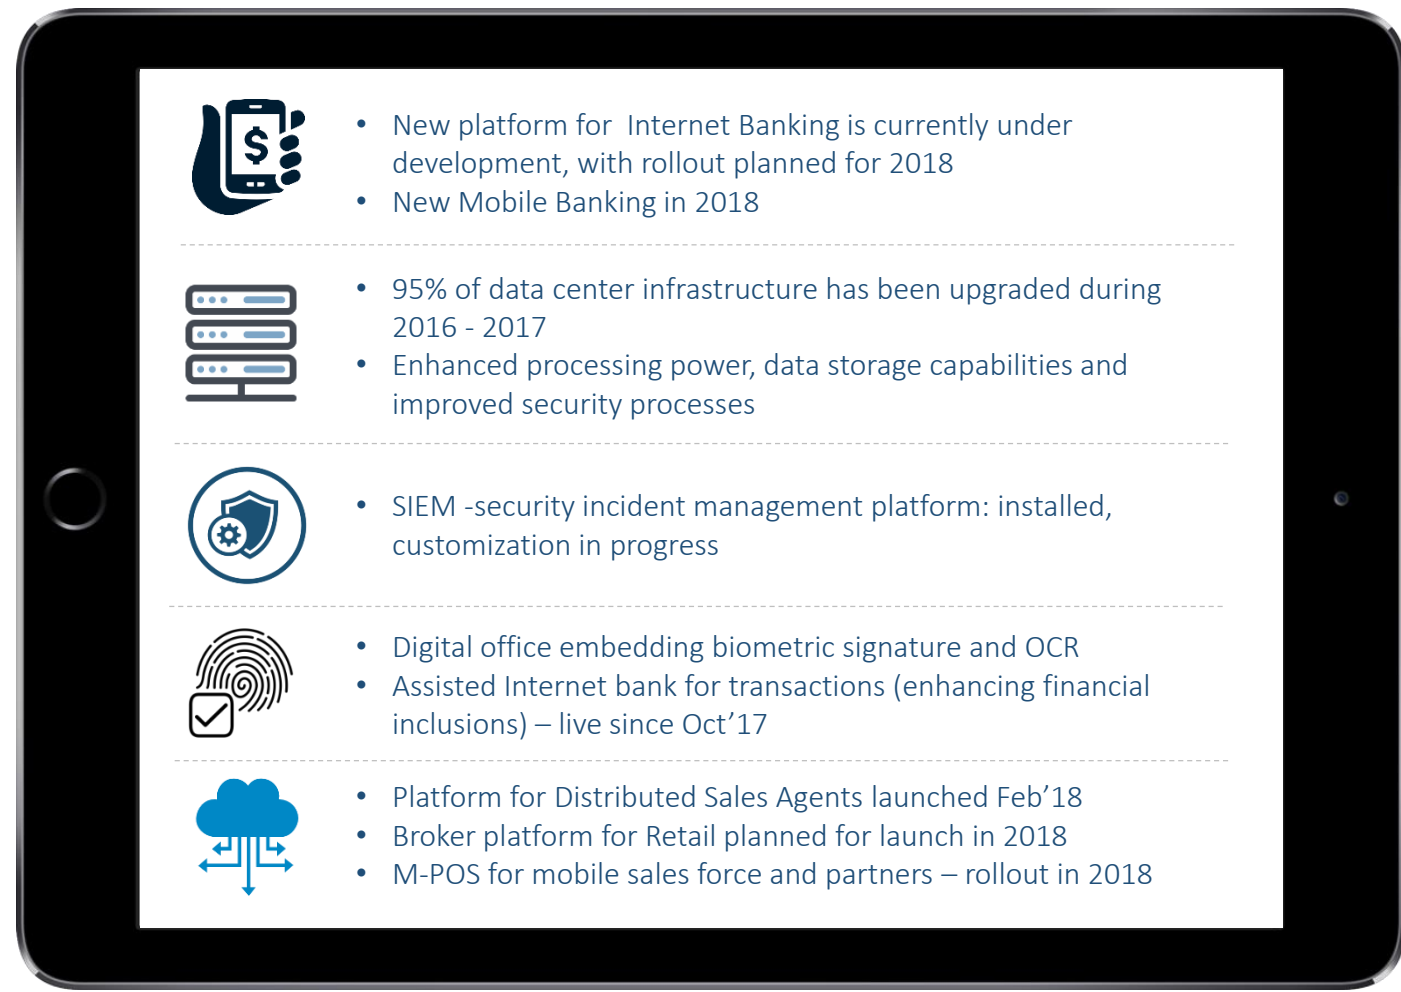 $
• New platform for  Internet Banking is currently under
development, with rollout planned for 2018
• New Mobile Banking in 2018
• 95% of data center infrastructure has been upgraded during
2016 - 2017
• Enhanced processing power, data storage capabilities and
improved security processes
• SIEM -security incident management platform: installed,
customization in progress
• Digital office embedding biometric signature and OCR
• Assisted Internet bank for transactions (enhancing financial
inclusions) – live since Oct’17
• Platform for Distributed Sales Agents launched Feb’18
• Broker platform for Retail planned for launch in 2018
• M-POS for mobile sales force and partners – rollout in 2018